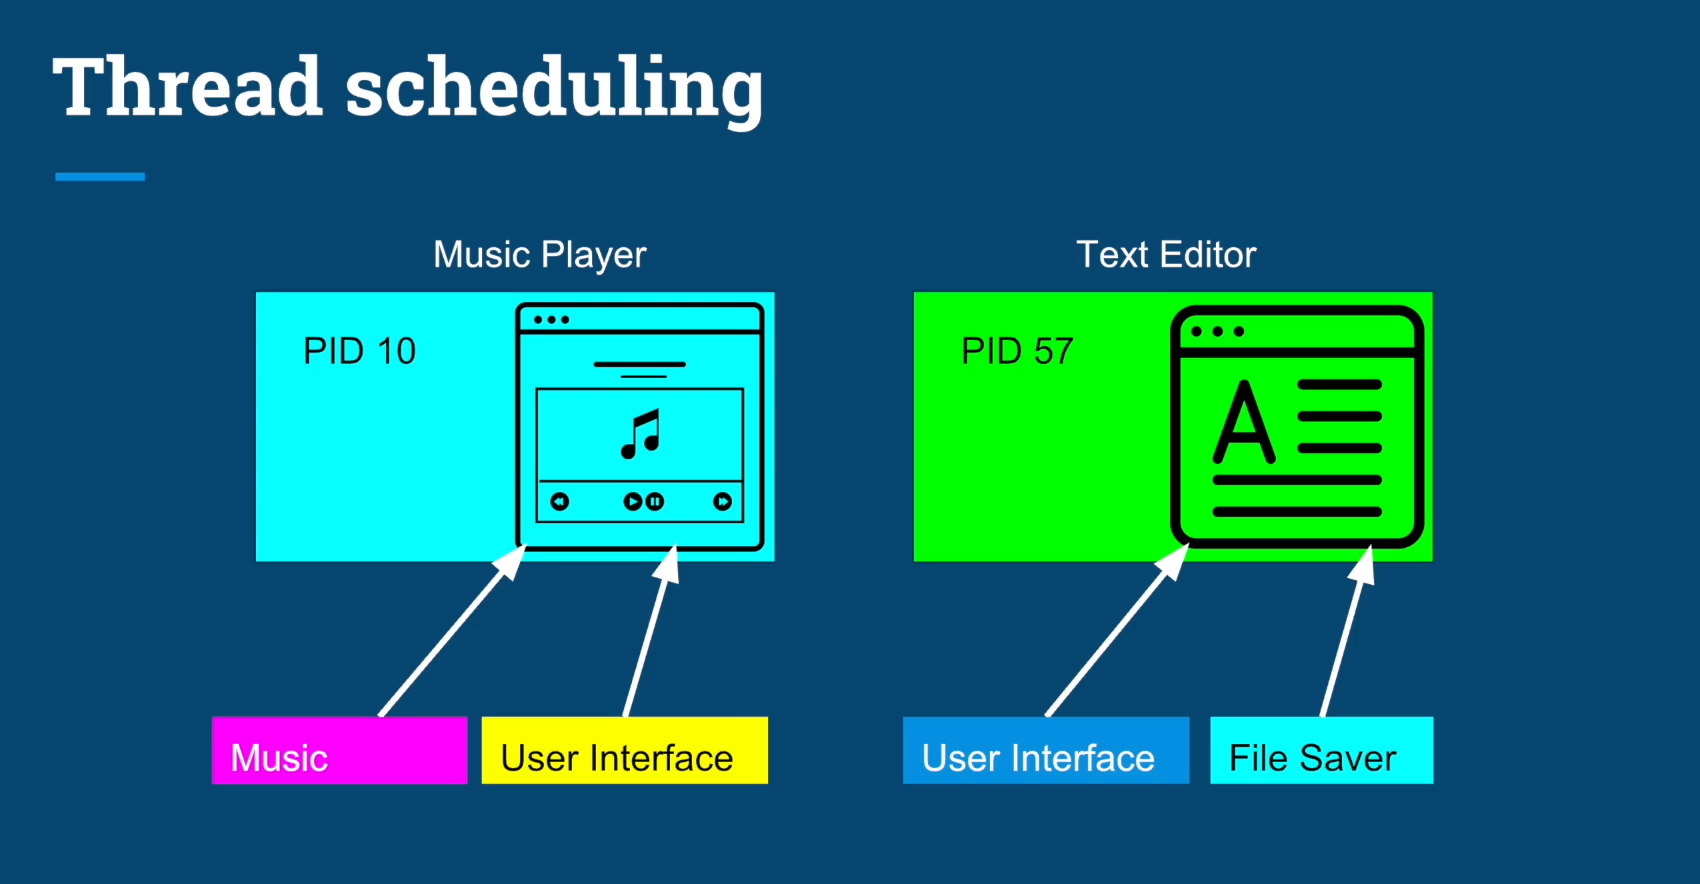 Thread scheduling
Music Player
PID 10
Music
User Interface
Text Editor
PID 57
A
User Interface
File Saver